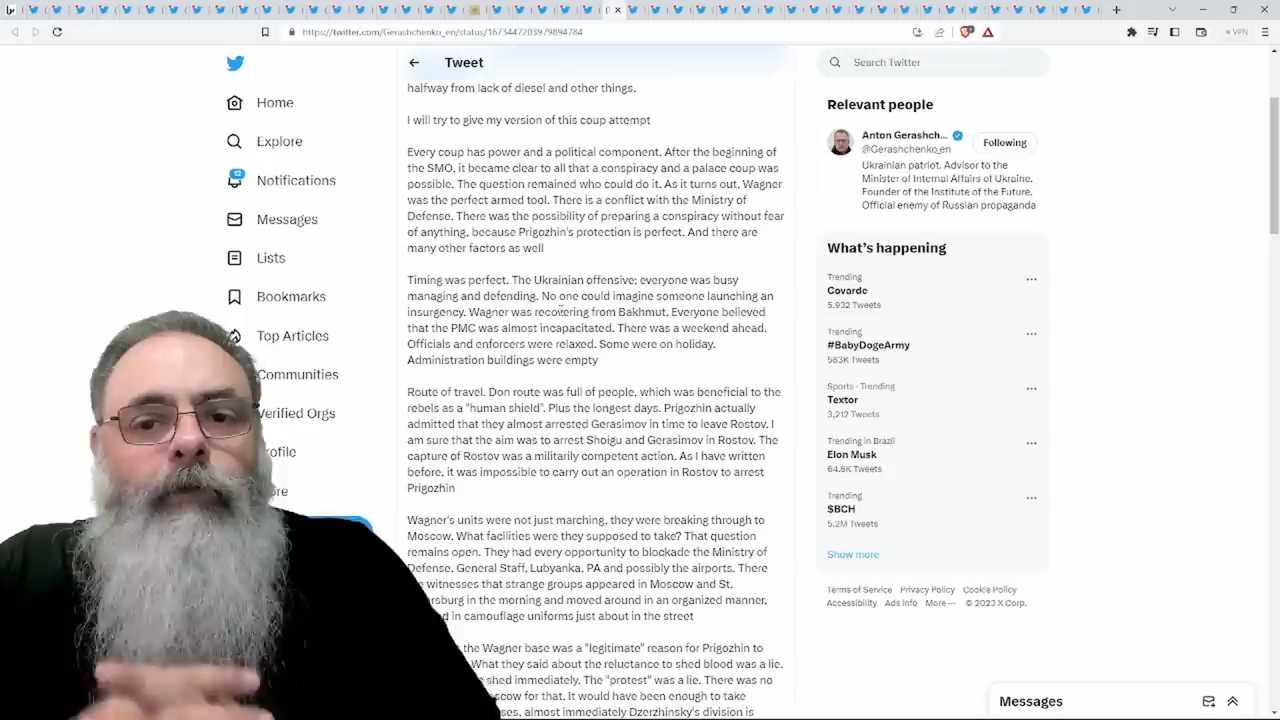 https://twitter.com/Gerashchenko_en/status/1673447203979894784
VPN
Home
Explore
12
Notifications
Messages
Lists
Bookmarks
Top Articles
Communities
Verified Orgs
rofile
ore
Tweet
halfway from lack of diesel and other things.
I will try to give my version of this coup attempt
Every coup has power and a political component. After the beginning of
the SMO, it became clear to all that a conspiracy and a palace coup was
possible. The question remained who could do it. As it turns out, Wagner
was the perfect armed tool. There is a conflict with the Ministry of
Defense. There was the possibility of preparing a conspiracy without fear
of anything, because Prigozhin's protection is perfect. And there are
many other factors as well
Timing was perfect. The Ukrainian offensive; everyone was busy
managing and defending. No one could imagine someone launching an
insurgency. Wagner was recovering from Bakhmut. Everyone believed
that the PMC was almost incapacitated. There was a weekend ahead.
Officials and enforcers were relaxed. Some were on holiday.
Administration buildings were empty
Route of travel. Don route was full of people, which was beneficial to the
rebels as a "human shield". Plus the longest days. Prigozhin actually
admitted that they almost arrested Gerasimov in time to leave Rostov. I
am sure that the aim was to arrest Shoigu and Gerasimov in Rostov. The
capture of Rostov was a militarily competent action. As I have written
before, it was impossible to carry out an operation in Rostov to arrest
Prigozhin
Wagner's units were not just marching, they were breaking through to
Moscow. What facilities were they supposed to take? That question
remains open. They had every opportunity to blockade the Ministry of
Defense, General Staff, Lubyanka, PA and possibly the airports. There
witnesses that strange groups appeared in Moscow and St.
ersburg in the morning and moved around in an organized manner,
d in camouflage uniforms just about in the street
the Wagner base was a "legitimate" reason for Prigozhin to
What they said about the reluctance to shed blood was a lie.
shed immediately. The "protest" was a lie. There was no
scow for that. It would have been enough to take
ses, almost immediately Dzerzhinsky's division is
Search Twitter
Relevant people
Anton Gerashch...
@Gerashchenko_en
Following
Ukrainian patriot. Advisor to the
Minister of Internal Affairs of Ukraine.
Founder of the Institute of the Future.
Official enemy of Russian propaganda
What's happening
Trending
Covarde
5,932 Tweets
Trending
#BabyDogeArmy
583K Tweets
Sports · Trending
Textor
3,212 Tweets
Trending in Brazil
Elon Musk
64.6K Tweets
Trending
$BCH
5.2M Tweets
Show more
Terms of Service Privacy Policy Cookie Policy
Accessibility Ads info More ··· © 2023 X Corp.
Messages